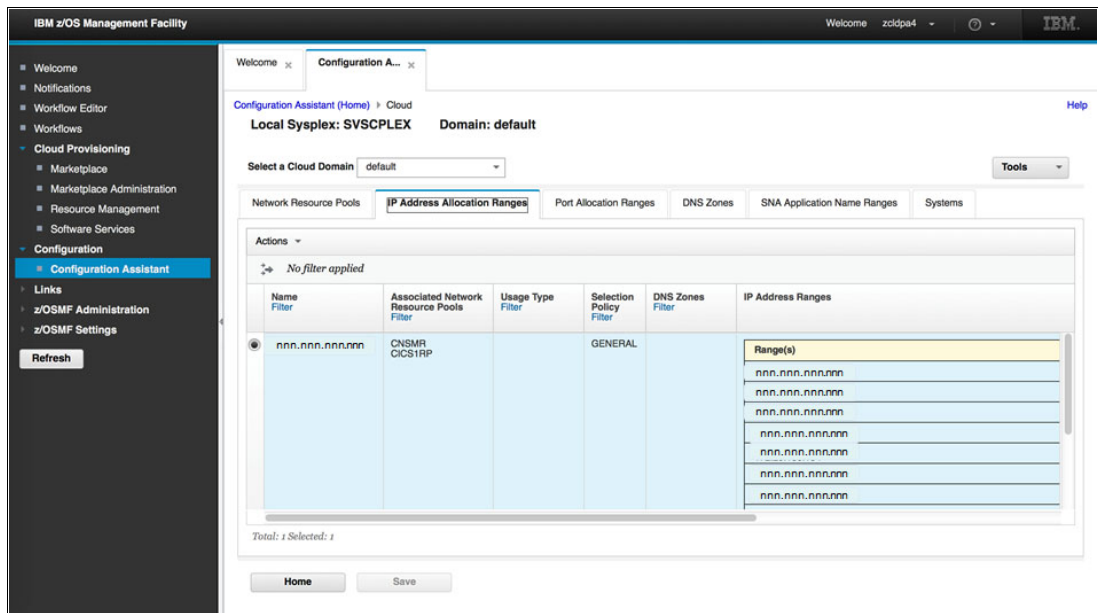 IBM z/OS Management Facility
Welcome zcldpa4
IBM.
Welcome
Notifications
Workflow Editor
Workflows
Cloud Provisioning
Marketplace
Marketplace Administration
Resource Management
Software Services
Configuration
Configuration Assistant
Links
z/OSMF Administration
z/OSMF Settings
Refresh
Welcome
Configuration A...
Configuration Assistant (Home) Cloud
Help
Local Sysplex: SVSCPLEX Domain: default
Select a Cloud Domain default
Tools
Network Resource Pools IP Address Allocation Ranges Port Allocation Ranges DNS Zones SNA Application Name Ranges Systems
Actions
No filter applied
Name
Filter
Associated Network
Resource Pools
Filter
Usage Type
Filter
Selection
Policy
Filter
DNS Zones
Filter
IP Address Ranges
nnn.nnn.nnn.nnn
CNSMR
CICS1RP
GENERAL
Range(s)
nnn.nnn.nnn.nnn
nnn.nnn.nnn.nnn
nnn.nnn.nnn.nnn
nnn.nnn.nnn.nnn
nnn.nnn.nnn.nnn
nnn.nnn.nnn.nnn
nnn.nnn.nnn.nnn
Total: 1 Selected: 1
Home Save